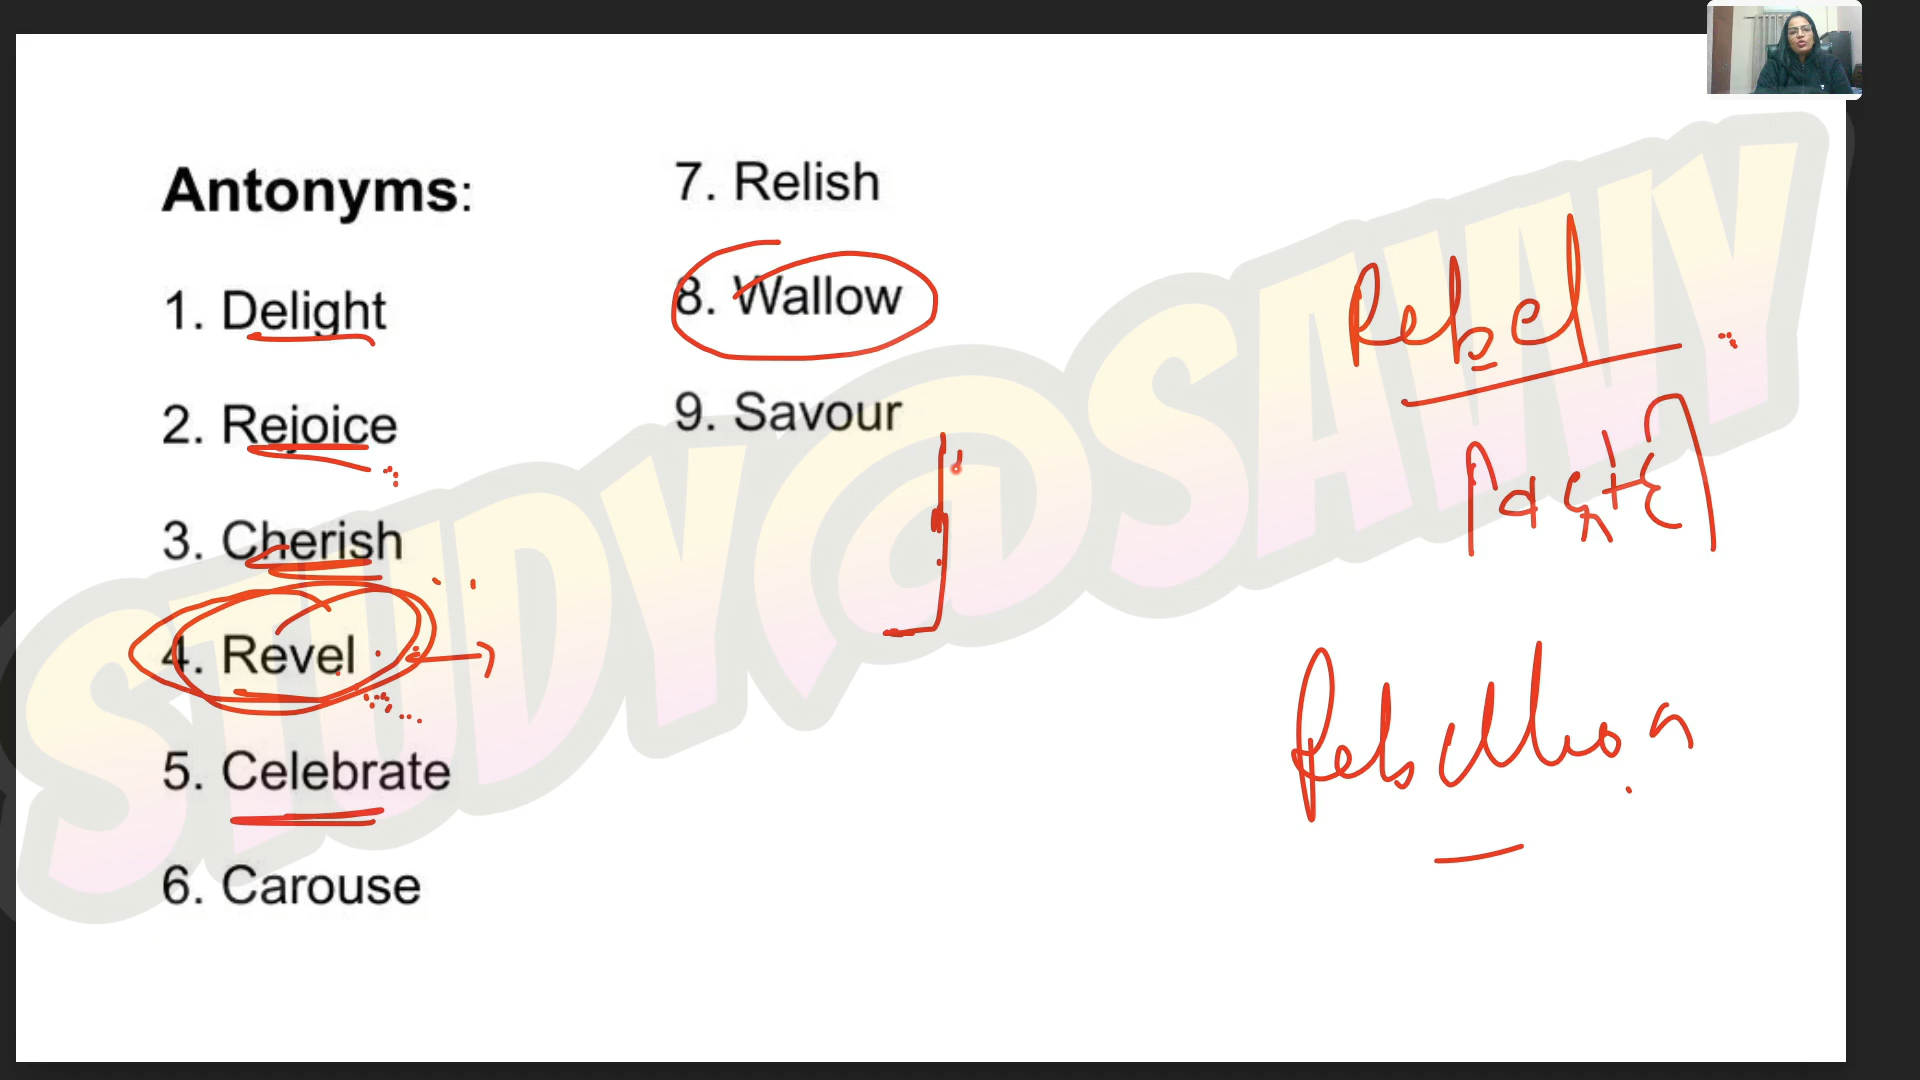 Antonyms:
1. Delight
2. Rejoice
3. Cherish
4. Revel
5. Celebrate
6. Carouse
7. Relish
8. Wallow
9. Savour
Rebel
Rebellion
STUDY@SAVVY